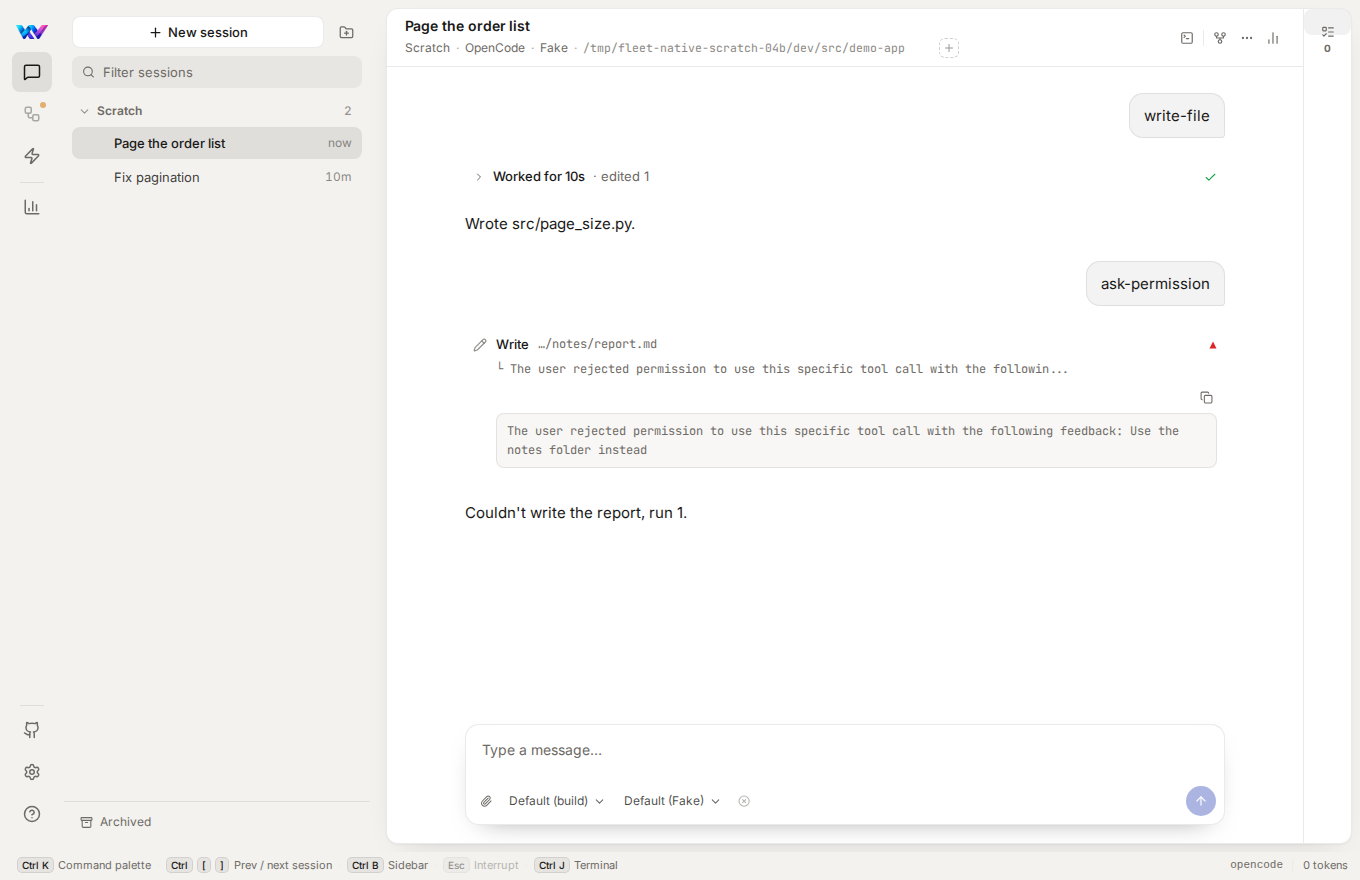 New session
Filter sessions
Scratch 2
Page the order list now
Fix pagination 10m
Archived
Page the order list
Scratch · OpenCode · Fake · /tmp/fleet-native-scratch-04b/dev/src/demo-app
0
write-file
Worked for 10s · edited 1
Wrote src/page_size.py.
ask-permission
Write …/notes/report.md
└ The user rejected permission to use this specific tool call with the followin...
The user rejected permission to use this specific tool call with the following feedback: Use the
notes folder instead
Couldn't write the report, run 1.
Type a message...
Default (build) Default (Fake)
Ctrl K Command palette Ctrl [ ] Prev / next session Ctrl B Sidebar Esc Interrupt Ctrl J Terminal opencode 0 tokens